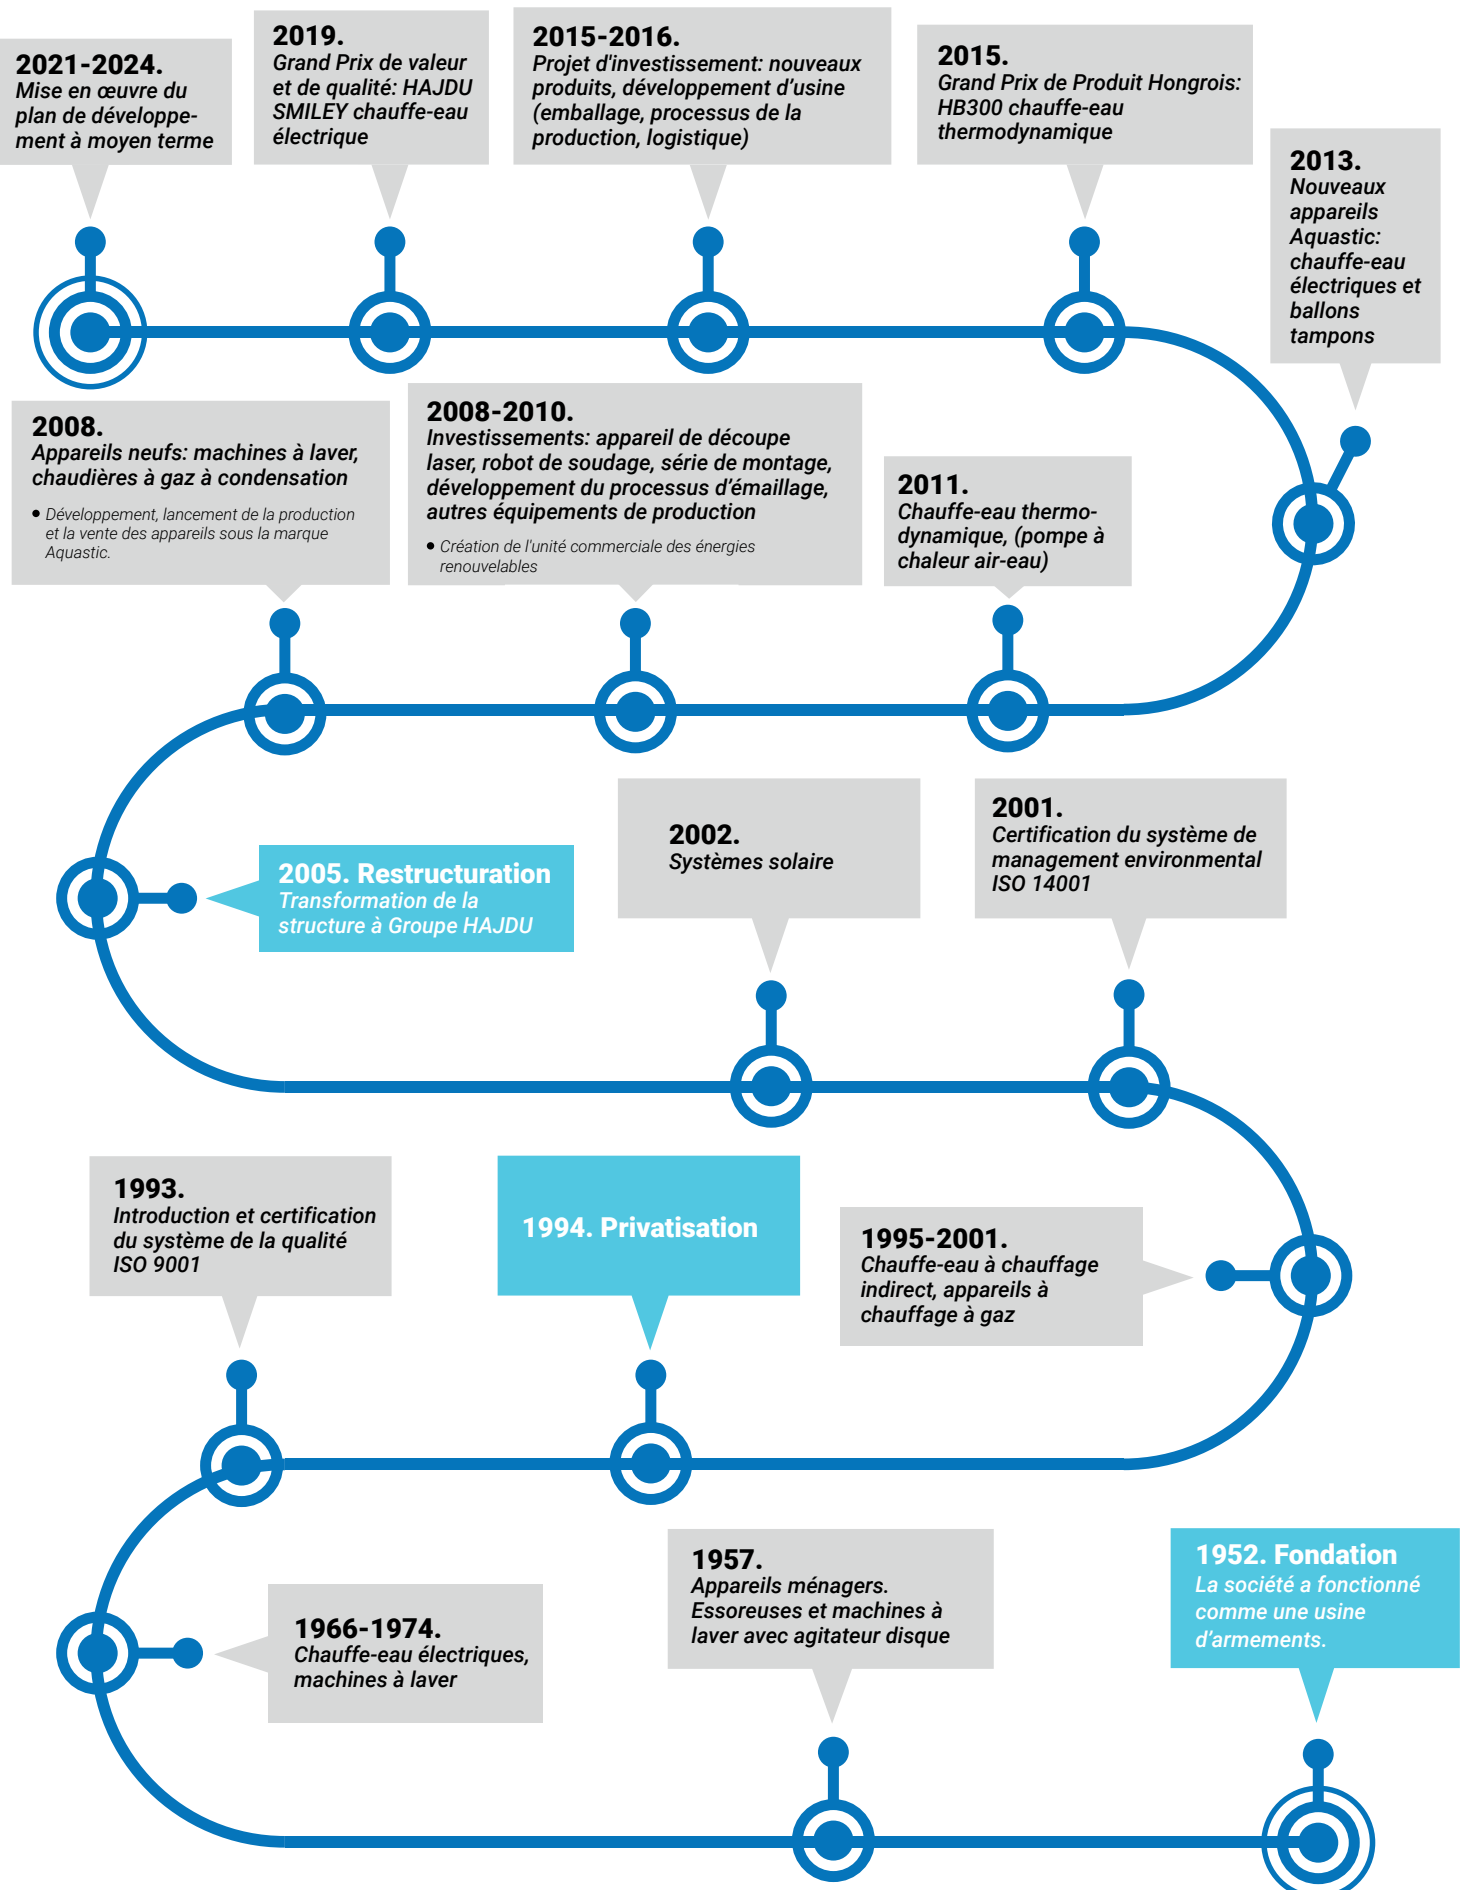 2021-2024.
Mise en œuvre du
plan de développe-
ment à moyen terme
2019.
Grand Prix de valeur
et de qualité: HAJDU
SMILEY chauffe-eau
électrique
2015-2016.
Projet d'investissement: nouveaux
produits, développement d’usine
(emballage, processus de la
production, logistique)
2015.
Grand Prix de Produit Hongrois:
HB300 chauffe-eau
thermodynamique
2013.
Nouveaux
appareils
Aquastic:
chauffe-eau
électriques et
ballons
tampons
2008.
Appareils neufs: machines à laver,
chaudières à gaz à condensation
• Développement, lancement de la production
et la vente des appareils sous la marque
Aquastic.
2008-2010.
Investissements: appareil de découpe
laser, robot de soudage, série de montage,
développement du processus d’émaillage,
autres équipements de production
• Création de l'unité commerciale des énergies
renouvelables
2011.
Chauffe-eau thermo-
dynamique, (pompe à
chaleur air-eau)
2005. Restructuration
Transformation de la
structure à Groupe HAJDU
2002.
Systèmes solaire
2001.
Certification du système de
management environmental
ISO 14001
1993.
Introduction et certification
du système de la qualité
ISO 9001
1994. Privatisation
1995-2001.
Chauffe-eau à chauffage
indirect, appareils à
chauffage à gaz
1966-1974.
Chauffe-eau électriques,
machines à laver
1957.
Appareils ménagers.
Essoreuses et machines à
laver avec agitateur disque
1952. Fondation
La société a fonctionné
comme une usine
d’armements.